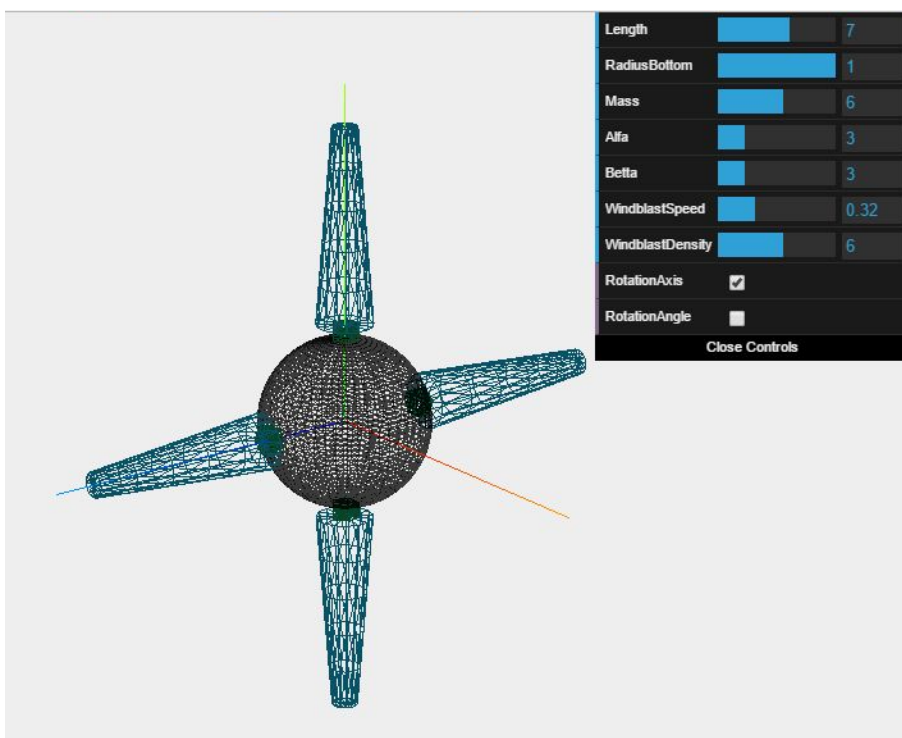 Length 7
RadiusBottom 1
Mass 6
Alfa 3
Betta 3
WindblastSpeed 0.32
WindblastDensity 6
RotationAxis
RotationAngle
Close Controls